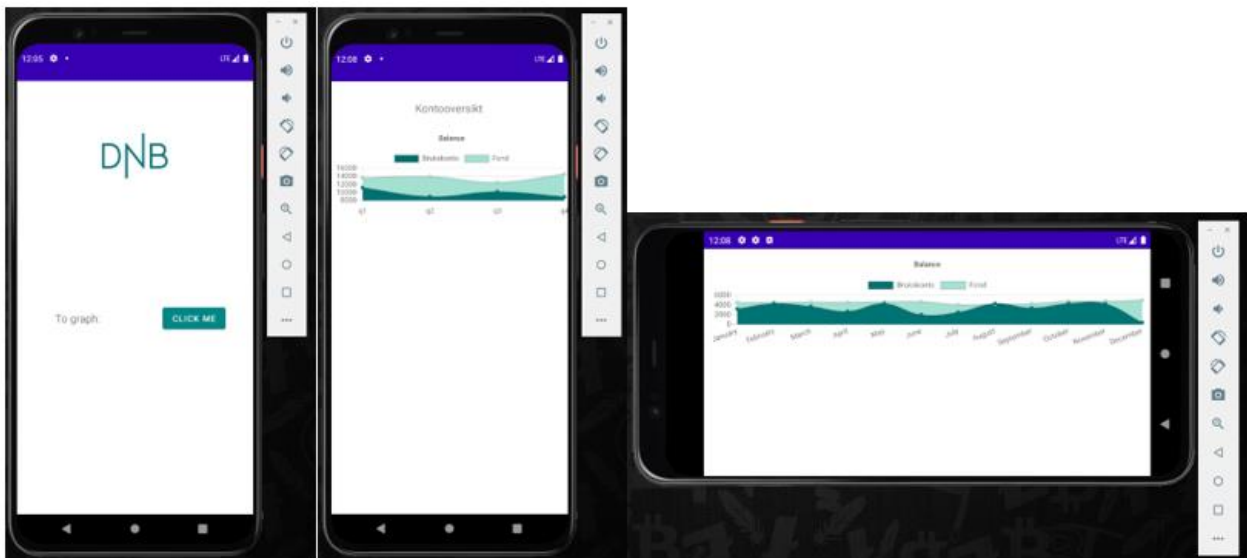 12:05
LTE
DNB
To graph:
CLICK ME
12:08
LTE
Kontooversikt
Balance
Brukskonto Fond
16000
14000
12000
10000
8000
q1 q2 q3 q4
12:08
LTE
Balance
Brukskonto Fond
6000
4000
2000
0
January February March April May June July August September October November December